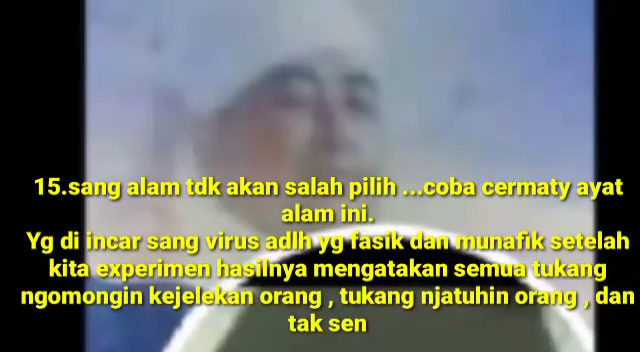 15.sang alam tdk akan salah pilih ...coba cermaty ayat
alam ini.
Yg di incar sang virus adlh yg fasik dan munafik setelah
kita experimen hasilnya mengatakan semua tukang
ngomongin kejelekan orang , tukang njatuhin orang , dan
tak sen